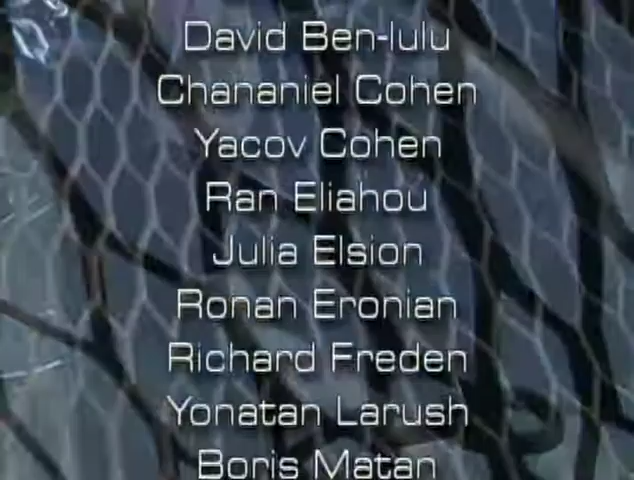 David Ben-lulu
Chananiel Cohen
Yacov Cohen
Ran Eliahou
Julia Elsion
Ronan Eronian
Richard Freden
Yonatan Larush
Boris Matan